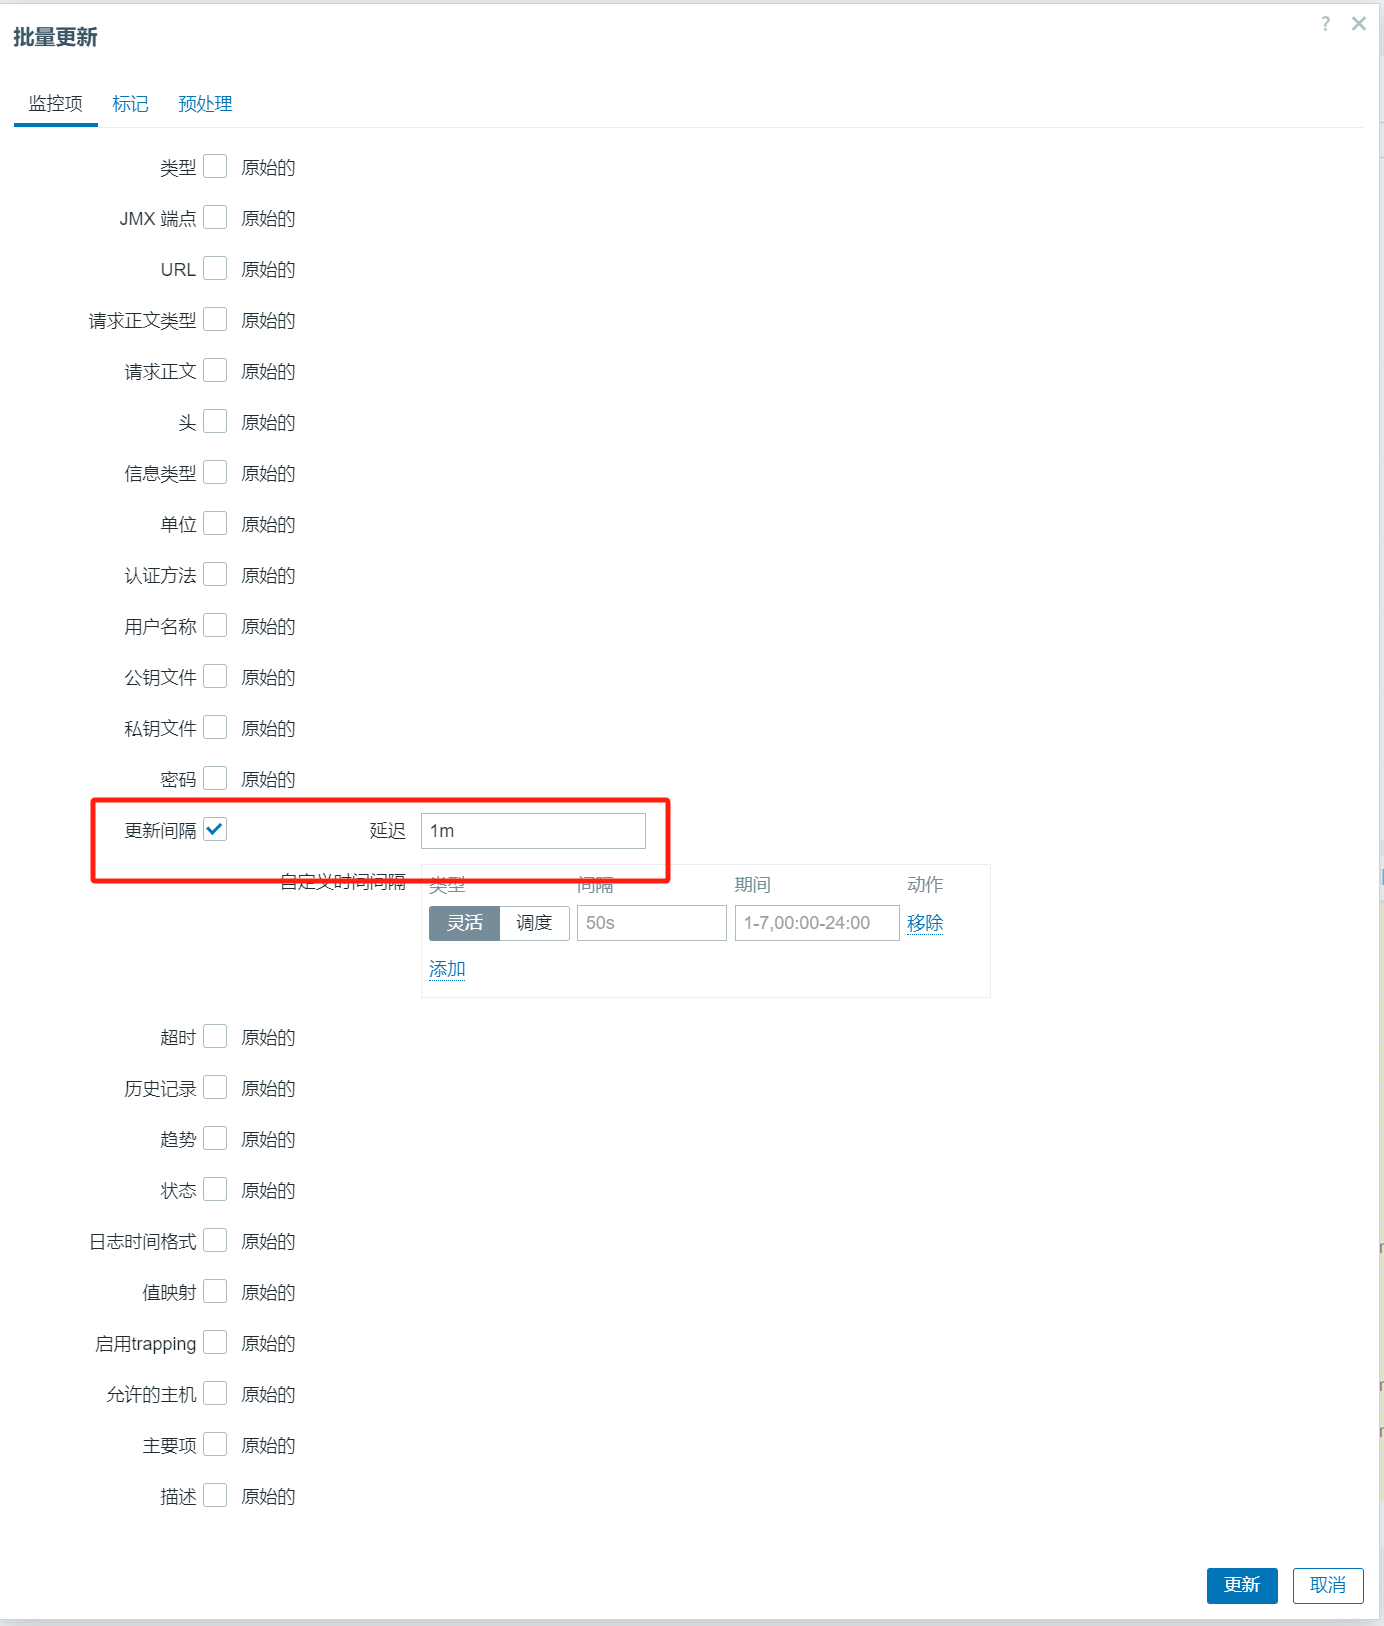 批量更新
?
监控项 标记 预处理
类型 原始的
JMX 端点 原始的
URL 原始的
请求正文类型 原始的
请求正文 原始的
头 原始的
信息类型 原始的
单位 原始的
认证方法 原始的
用户名称 原始的
公钥文件 原始的
私钥文件 原始的
密码 原始的
更新间隔 延迟 1m
自定义时间间隔 类型 间隔 期间 动作
灵活 调度 50s 1-7,00:00-24:00 移除
添加
超时 原始的
历史记录 原始的
趋势 原始的
状态 原始的
日志时间格式 原始的
值映射 原始的
启用trapping 原始的
允许的主机 原始的
主要项 原始的
描述 原始的
更新 取消